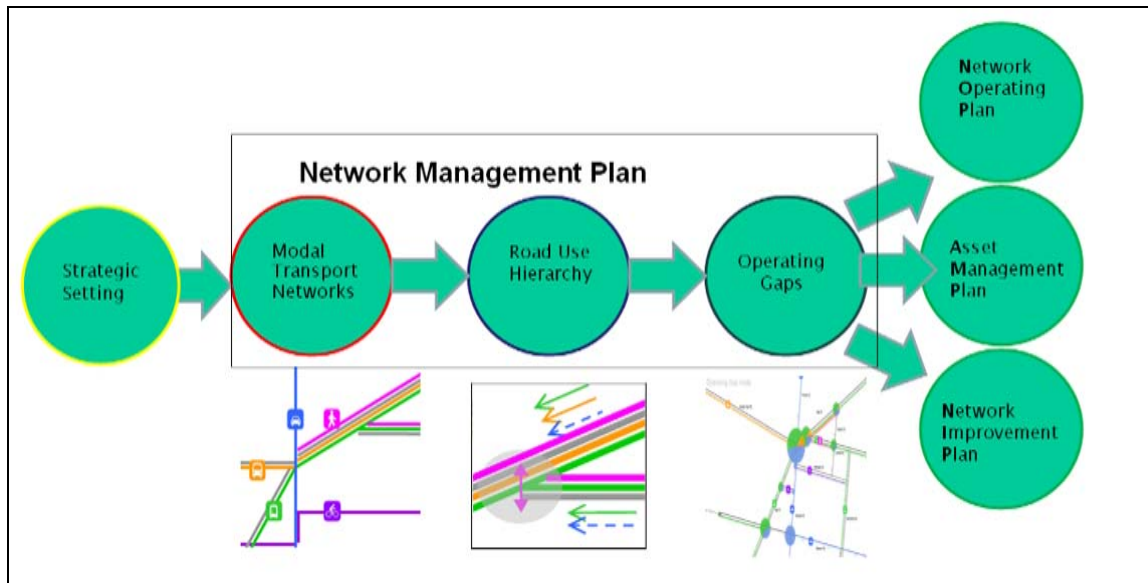 Network Management Plan
Strategic
Setting
Modal
Transport
Networks
Road Use
Hierarchy
Operating
Gaps
Network
Operating
Plan
Asset
Management
Plan
Network
Improvement
Plan